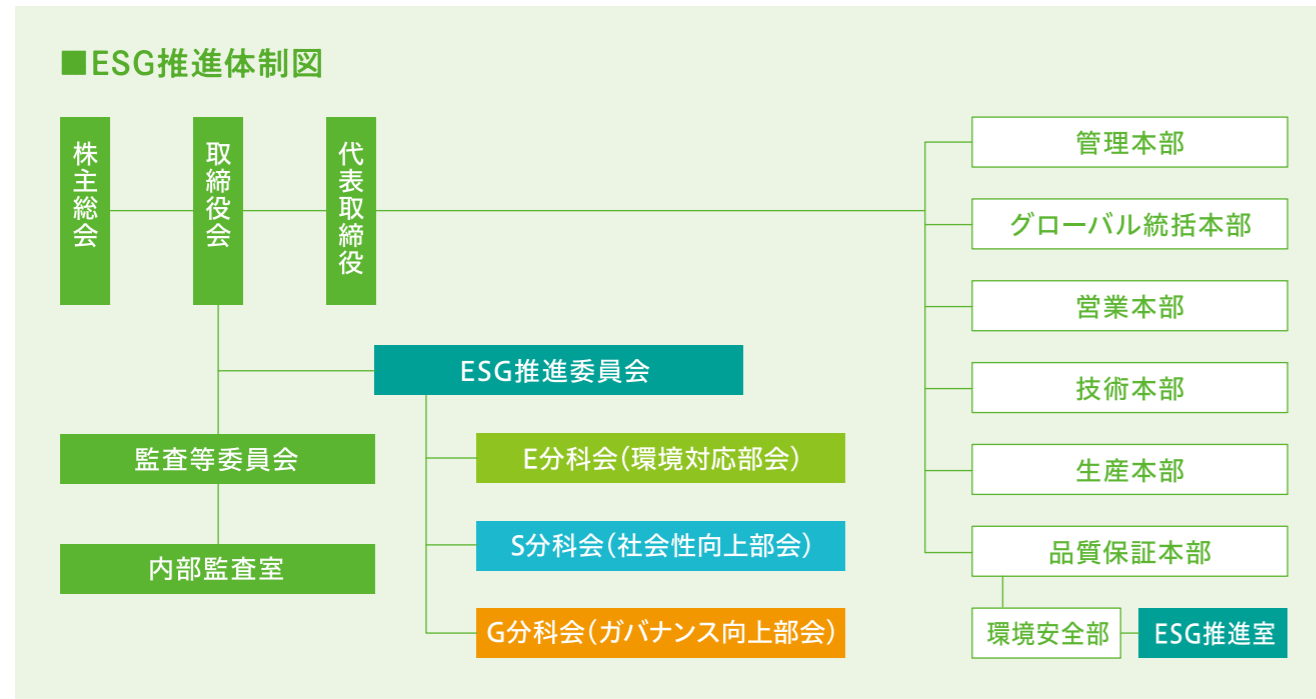 ■ESG推進体制図
株主総会
取締役会
代表取締役
ESG推進委員会
監査等委員会
内部監査室
E分科会（環境対応部会）
S分科会（社会性向上部会）
G分科会（ガバナンス向上部会）
管理本部
グローバル統括本部
営業本部
技術本部
生産本部
品質保証本部
環境安全部
ESG推進室